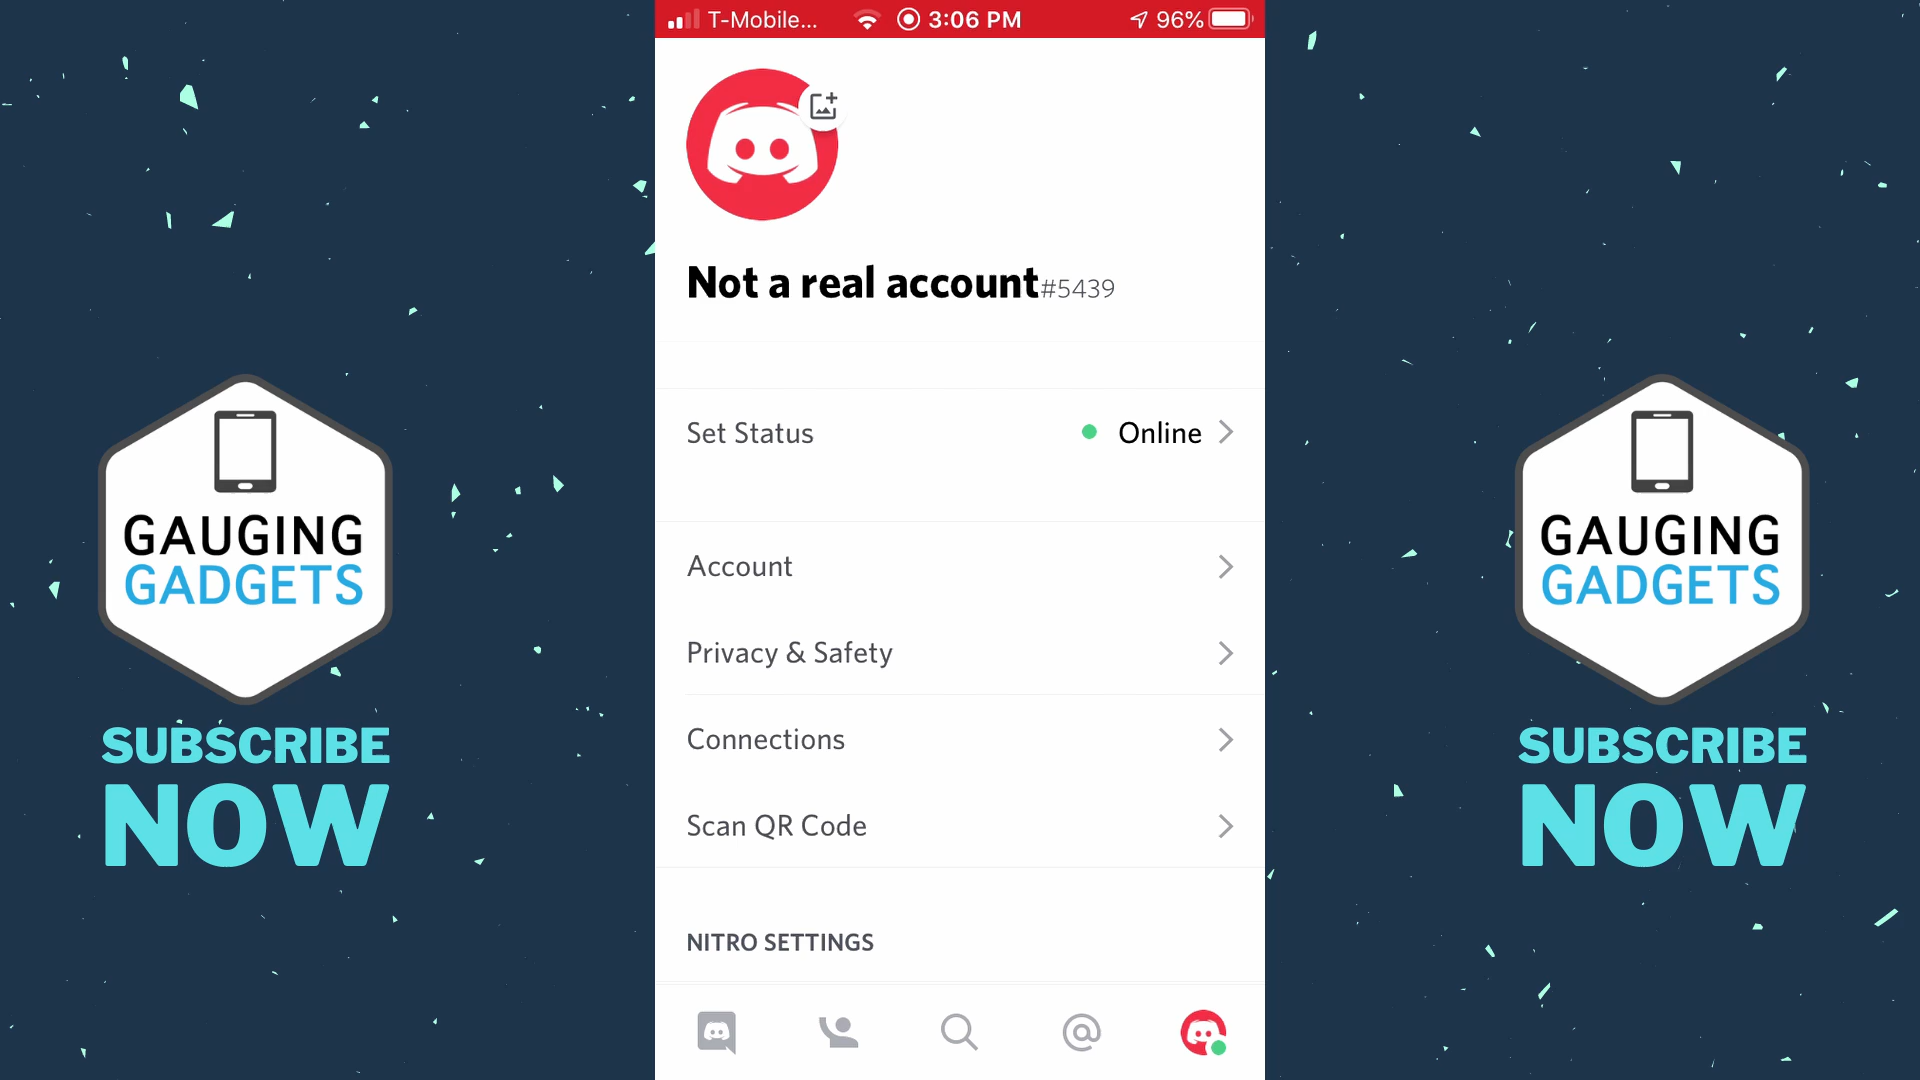 T-Mobile... 3:06 PM 96%
Not a real account#5439
Set Status Online
Account
Privacy & Safety
Connections
Scan QR Code
NITRO SETTINGS
GAUGING
GADGETS
SUBSCRIBE
NOW
GAUGING
GADGETS
SUBSCRIBE
NOW